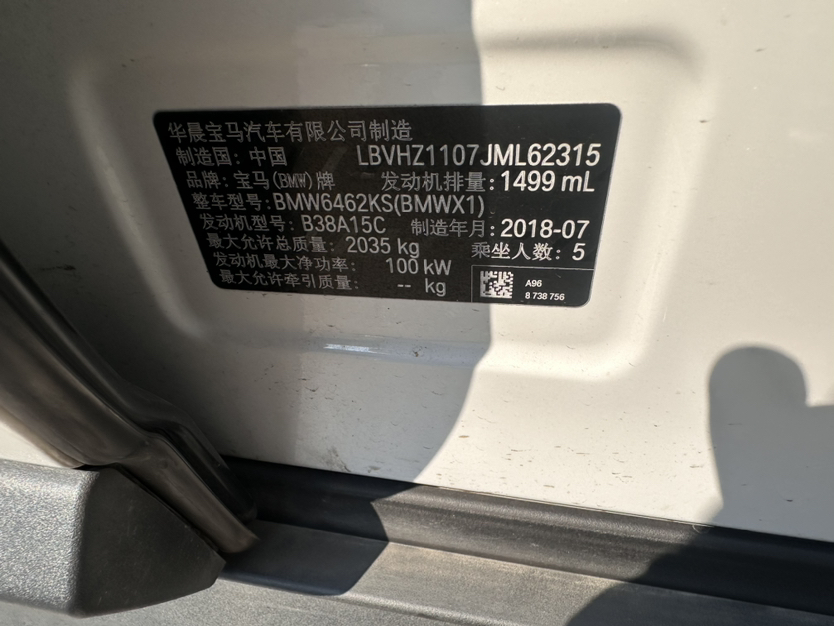 华晨宝马汽车有限公司制造
制造国: 中国 LBVHZ1107JML62315
品牌: 宝马(BMW)牌 发动机排量: 1499 mL
整车型号: BMW6462KS(BMWX1)
发动机型号: B38A15C 制造年月: 2018-07
最大允许总质量: 2035 kg 乘坐人数: 5
发动机最大净功率: 100 kW
最大允许牵引质量: -- kg
A96
8 738 756